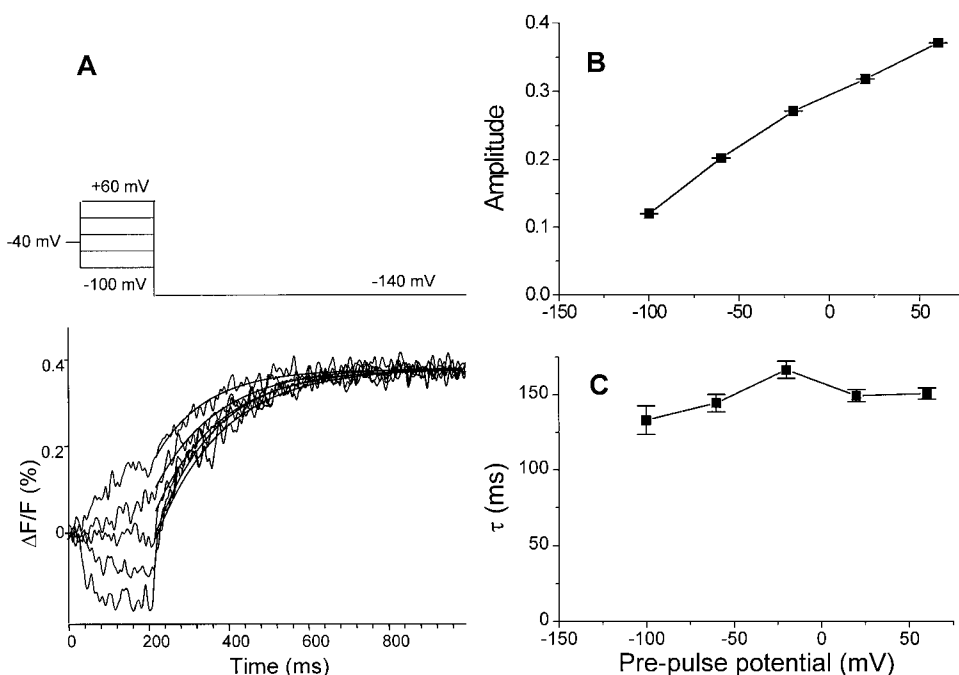 A
+60 mV
-40 mV
-100 mV
-140 mV
0.4
0.2
0
ΔF/F (%)
0 200 400 600 800
Time (ms)
B
0.4
0.3
0.2
0.1
0.0
Amplitude
-150 -100 -50 0 50
C
150
100
50
0
τ (ms)
-150 -100 -50 0 50
Pre-pulse potential (mV)